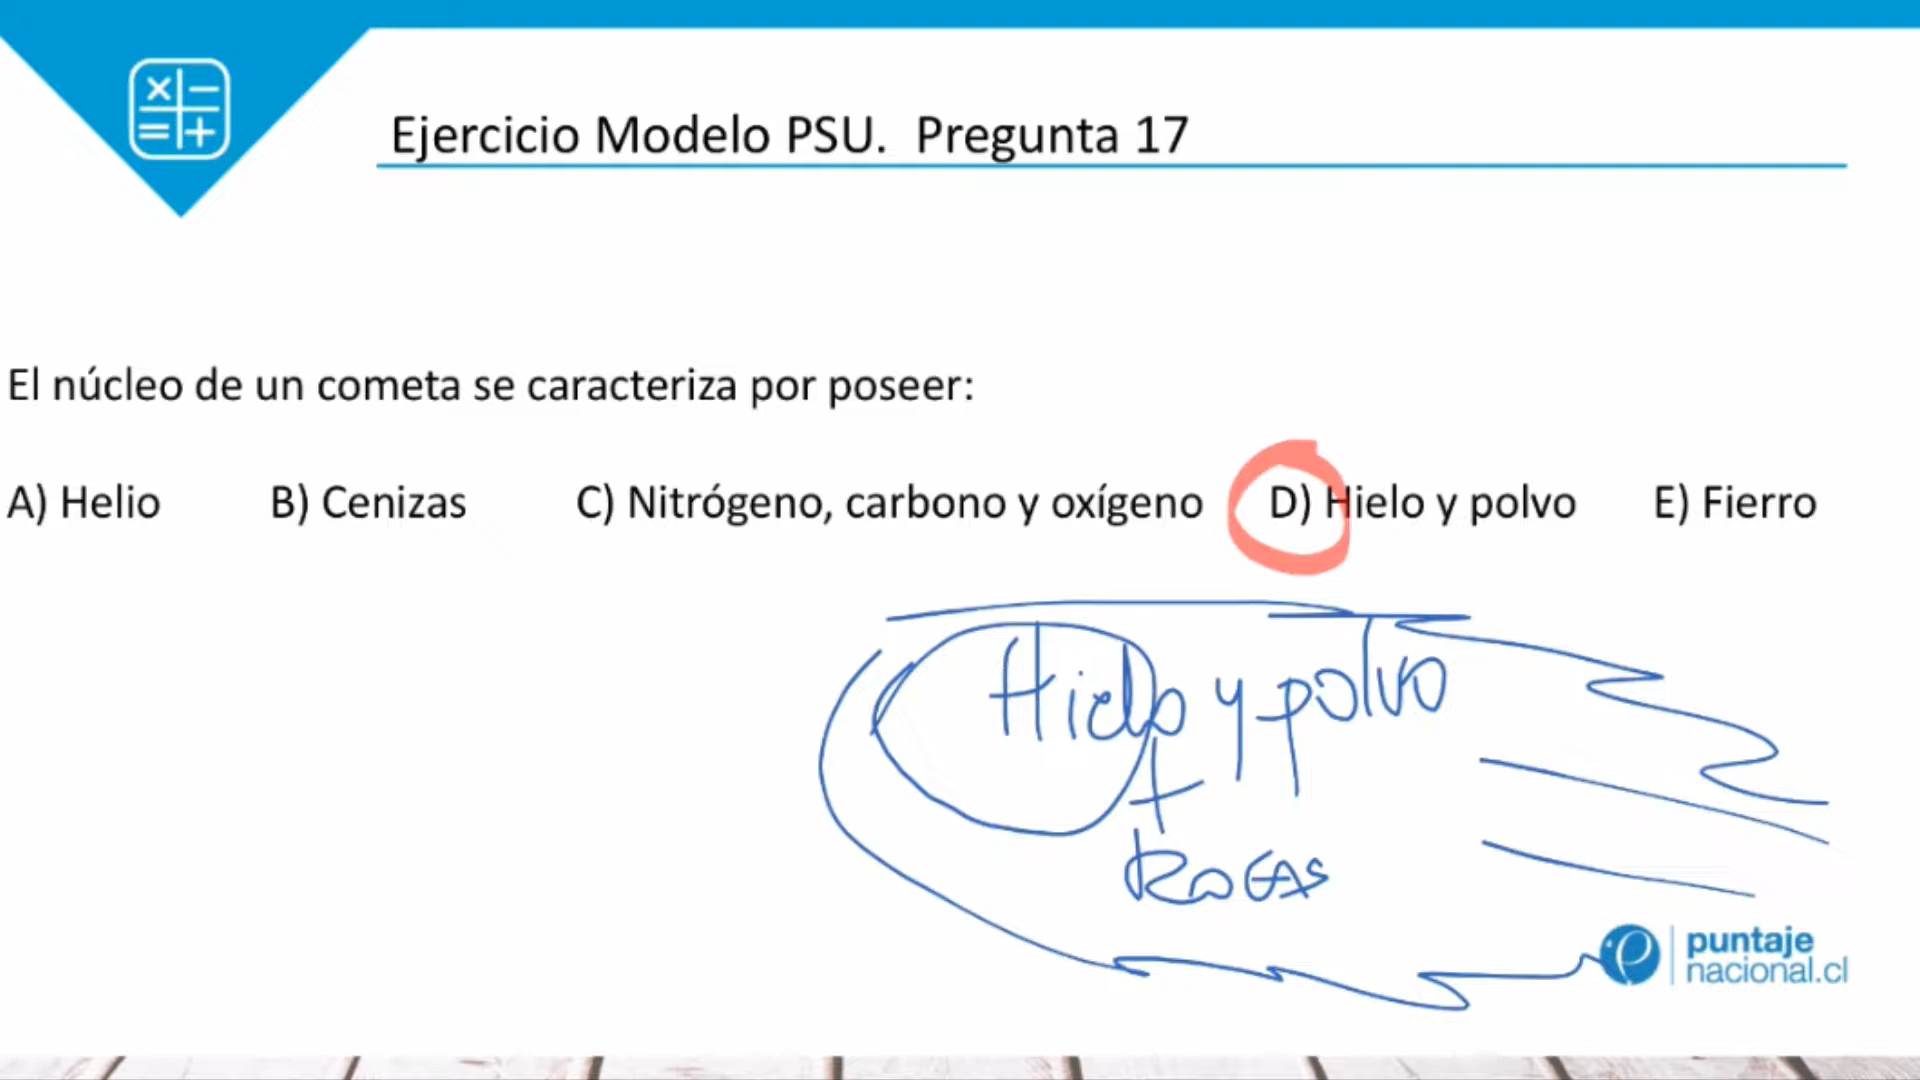 Ejercicio Modelo PSU. Pregunta 17
El núcleo de un cometa se caracteriza por poseer:
A) Helio B) Cenizas C) Nitrógeno, carbono y oxígeno D) Hielo y polvo E) Fierro
Hielo y polvo
+
Rocas
puntaje
nacional.cl